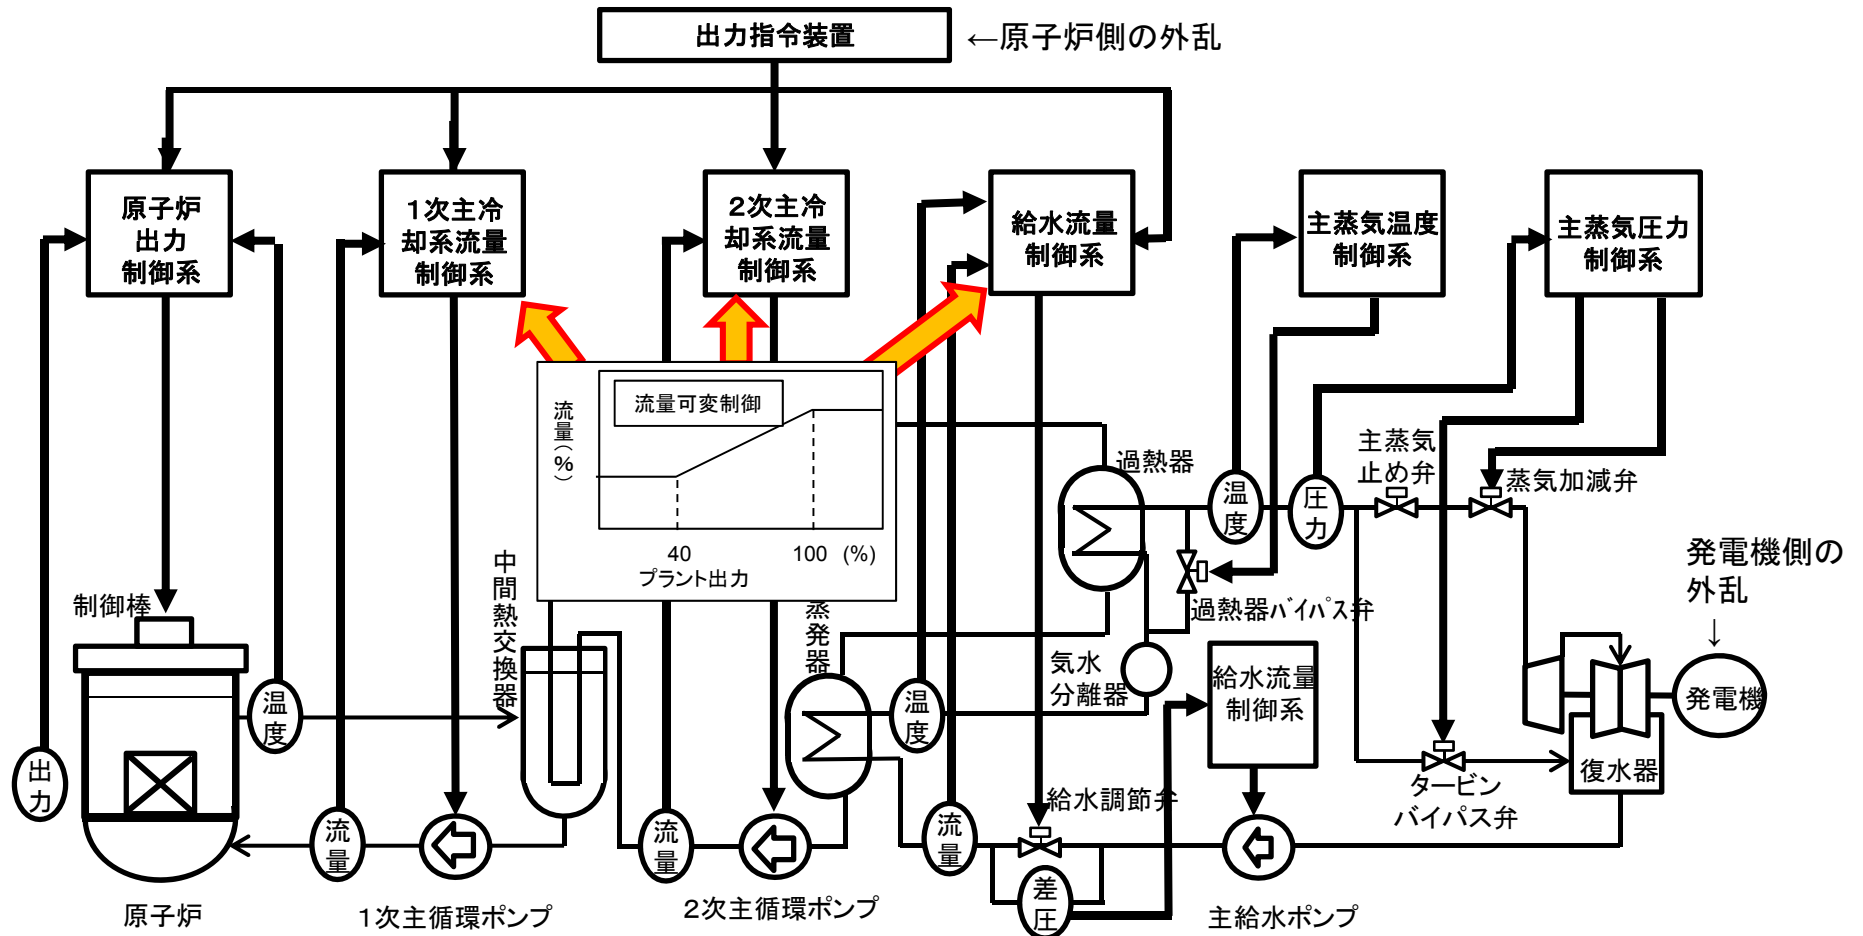 出力指令装置
←原子炉側の外乱
原子炉
出力
制御系
１次主冷
却系流量
制御系
２次主冷
却系流量
制御系
給水流量
制御系
主蒸気温度
制御系
主蒸気圧力
制御系
流量可変制御
流量(%)
40
100
(%)
プラント出力
過熱器
温度
圧力
主蒸気
止め弁
蒸気加減弁
発電機側の
外乱
↓
制御棒
中間熱交換器
蒸発器
過熱器バイパス弁
気水
分離器
給水流量
制御系
温度
温度
発電機
出力
復水器
タービン
バイパス弁
給水調節弁
流量
流量
流量
差圧
原子炉
１次主循環ポンプ
２次主循環ポンプ
主給水ポンプ